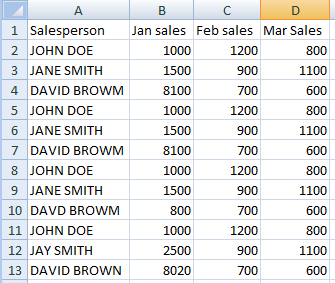 A B C D
1 Salesperson Jan sales Feb sales Mar Sales
2 JOHN DOE 1000 1200 800
3 JANE SMITH 1500 900 1100
4 DAVID BROWM 8100 700 600
5 JOHN DOE 1000 1200 800
6 JANE SMITH 1500 900 1100
7 DAVID BROWM 8100 700 600
8 JOHN DOE 1000 1200 800
9 JANE SMITH 1500 900 1100
10 DAVD BROWM 800 700 600
11 JOHN DOE 1000 1200 800
12 JAY SMITH 2500 900 1100
13 DAVID BROWN 8020 700 600